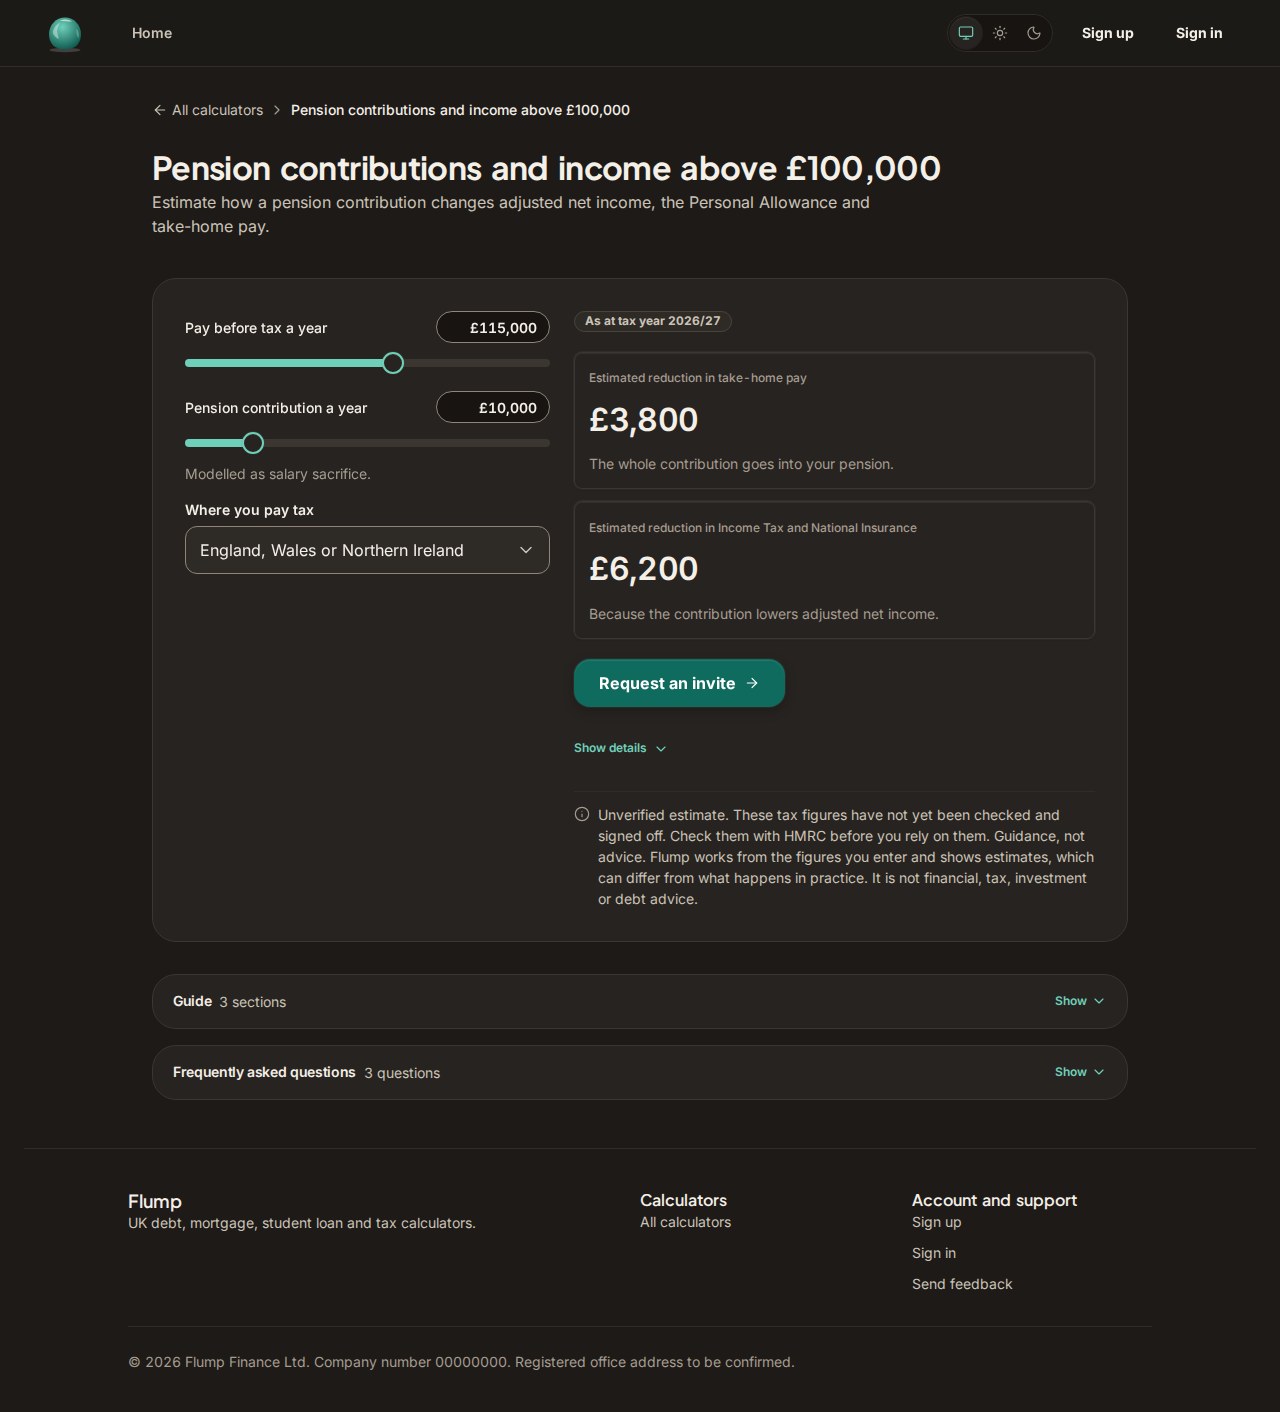 Home
Sign up
Sign in
All calculators
Pension contributions and income above £100,000
Pension contributions and income above £100,000
Estimate how a pension contribution changes adjusted net income, the Personal Allowance and
take-home pay.
Pay before tax a year
£115,000
Pension contribution a year
£10,000
Modelled as salary sacrifice.
Where you pay tax
England, Wales or Northern Ireland
As at tax year 2026/27
Estimated reduction in take-home pay
£3,800
The whole contribution goes into your pension.
Estimated reduction in Income Tax and National Insurance
£6,200
Because the contribution lowers adjusted net income.
Request an invite
Show details
Unverified estimate. These tax figures have not yet been checked and
signed off. Check them with HMRC before you rely on them. Guidance, not
advice. Flump works from the figures you enter and shows estimates, which
can differ from what happens in practice. It is not financial, tax, investment
or debt advice.
Guide 3 sections
Show
Frequently asked questions 3 questions
Show
Flump
UK debt, mortgage, student loan and tax calculators.
Calculators
All calculators
Account and support
Sign up
Sign in
Send feedback
© 2026 Flump Finance Ltd. Company number 00000000. Registered office address to be confirmed.